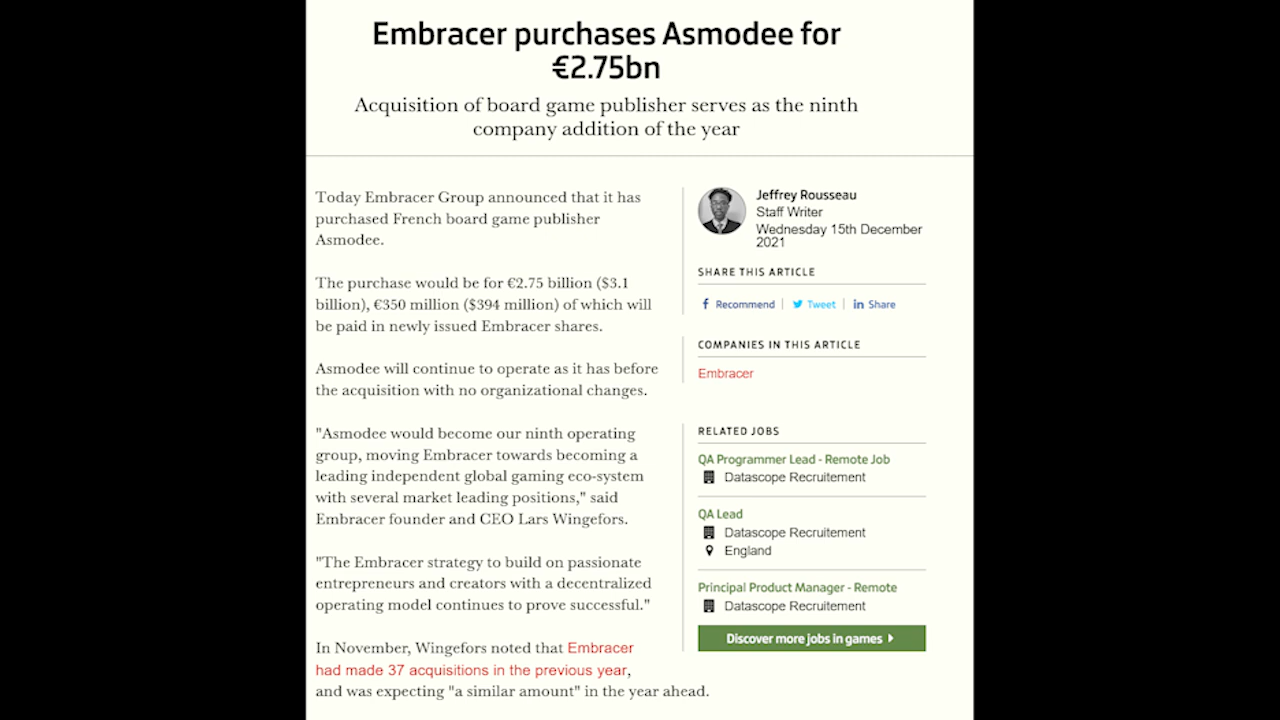 Embracer purchases Asmodee for
€2.75bn
Acquisition of board game publisher serves as the ninth
company addition of the year
Today Embracer Group announced that it has
purchased French board game publisher
Asmodee.
The purchase would be for €2.75 billion ($3.1
billion), €350 million ($394 million) of which will
be paid in newly issued Embracer shares.
Asmodee will continue to operate as it has before
the acquisition with no organizational changes.
"Asmodee would become our ninth operating
group, moving Embracer towards becoming a
leading independent global gaming eco-system
with several market leading positions," said
Embracer founder and CEO Lars Wingefors.
"The Embracer strategy to build on passionate
entrepreneurs and creators with a decentralized
operating model continues to prove successful."
In November, Wingefors noted that Embracer
had made 37 acquisitions in the previous year,
and was expecting "a similar amount" in the year ahead.
Jeffrey Rousseau
Staff Writer
Wednesday 15th December
2021
SHARE THIS ARTICLE
Recommend Tweet Share
COMPANIES IN THIS ARTICLE
Embracer
RELATED JOBS
QA Programmer Lead - Remote Job
Datascope Recruitement
QA Lead
Datascope Recruitement
England
Principal Product Manager - Remote
Datascope Recruitement
Discover more jobs in games